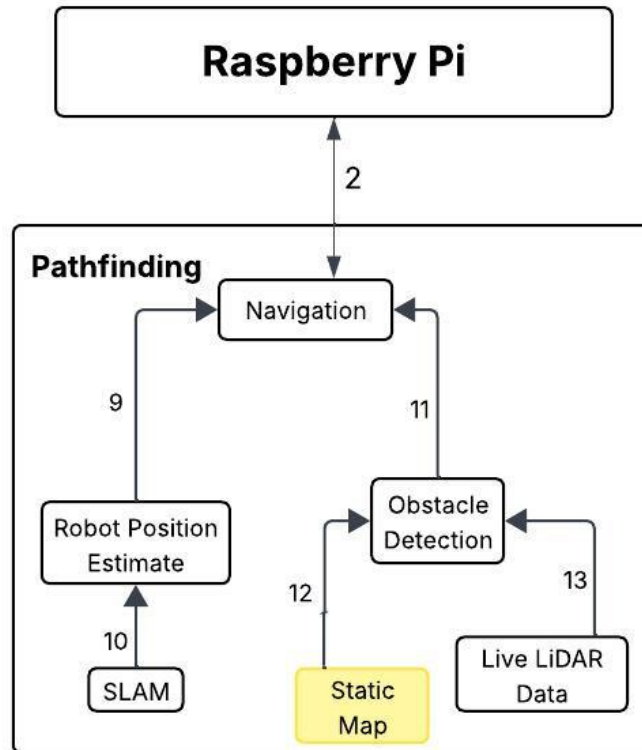 Raspberry Pi
2
Pathfinding
Navigation
9
11
Robot Position
Estimate
Obstacle
Detection
10
12
13
SLAM
Static
Map
Live LiDAR
Data